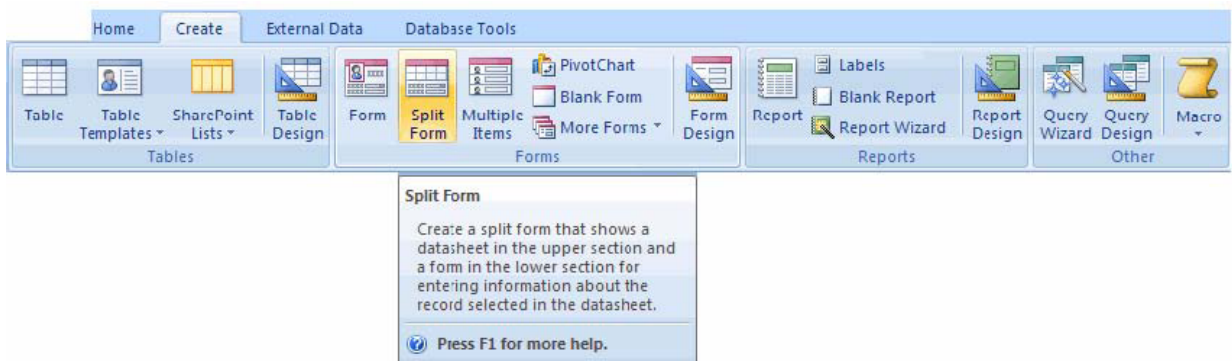 Home Create External Data Database Tools
Table
Table Templates
SharePoint Lists
Table Design
Tables
Form
Split Form
Multiple Items
PivotChart
Blank Form
More Forms
Form Design
Forms
Report
Labels
Blank Report
Report Wizard
Report Design
Reports
Query Wizard
Query Design
Macro
Other
Split Form
Create a split form that shows a
datasheet in the upper section and
a form in the lower section for
entering information about the
record selected in the datasheet.
Press F1 for more help.